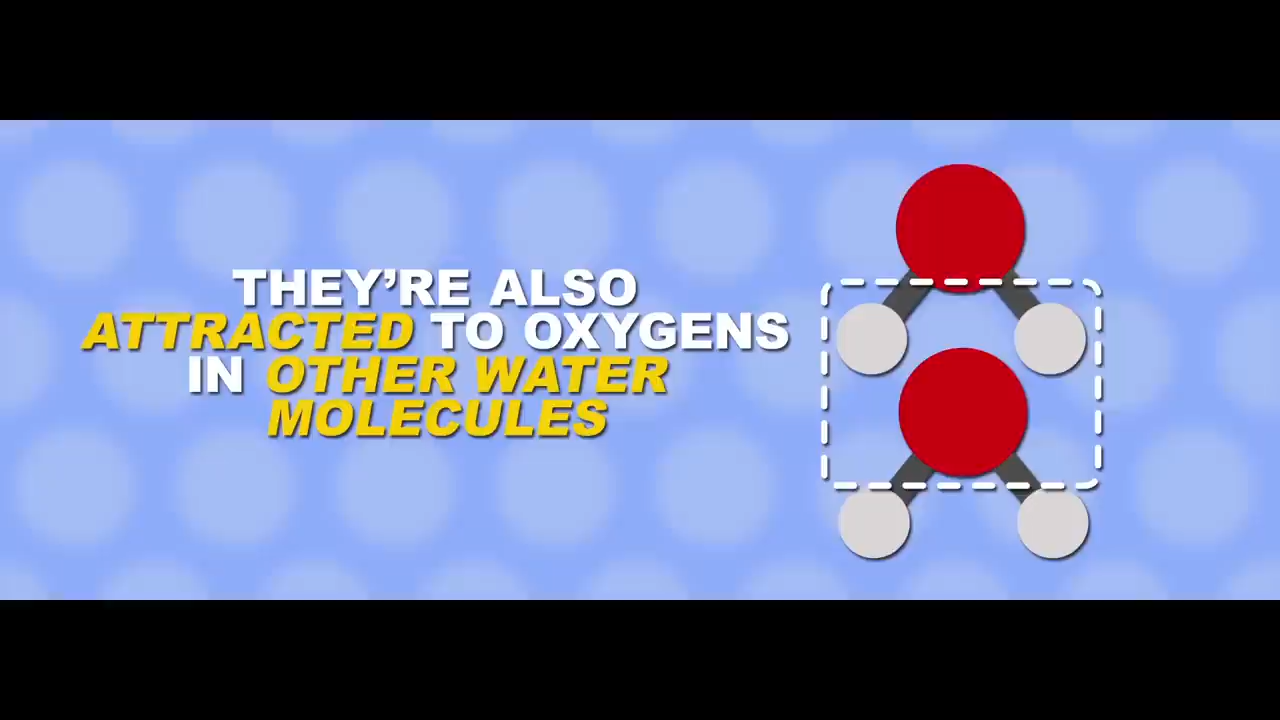 THEY’RE ALSO
ATTRACTED TO OXYGENS
IN OTHER WATER
MOLECULES